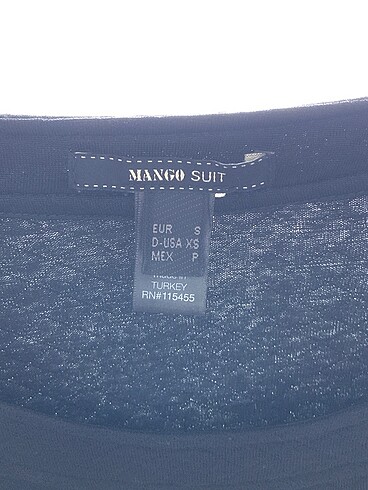 MANGO SUIT
EUR S
D-USA XS
MEX P
TURKEY
RN#115455